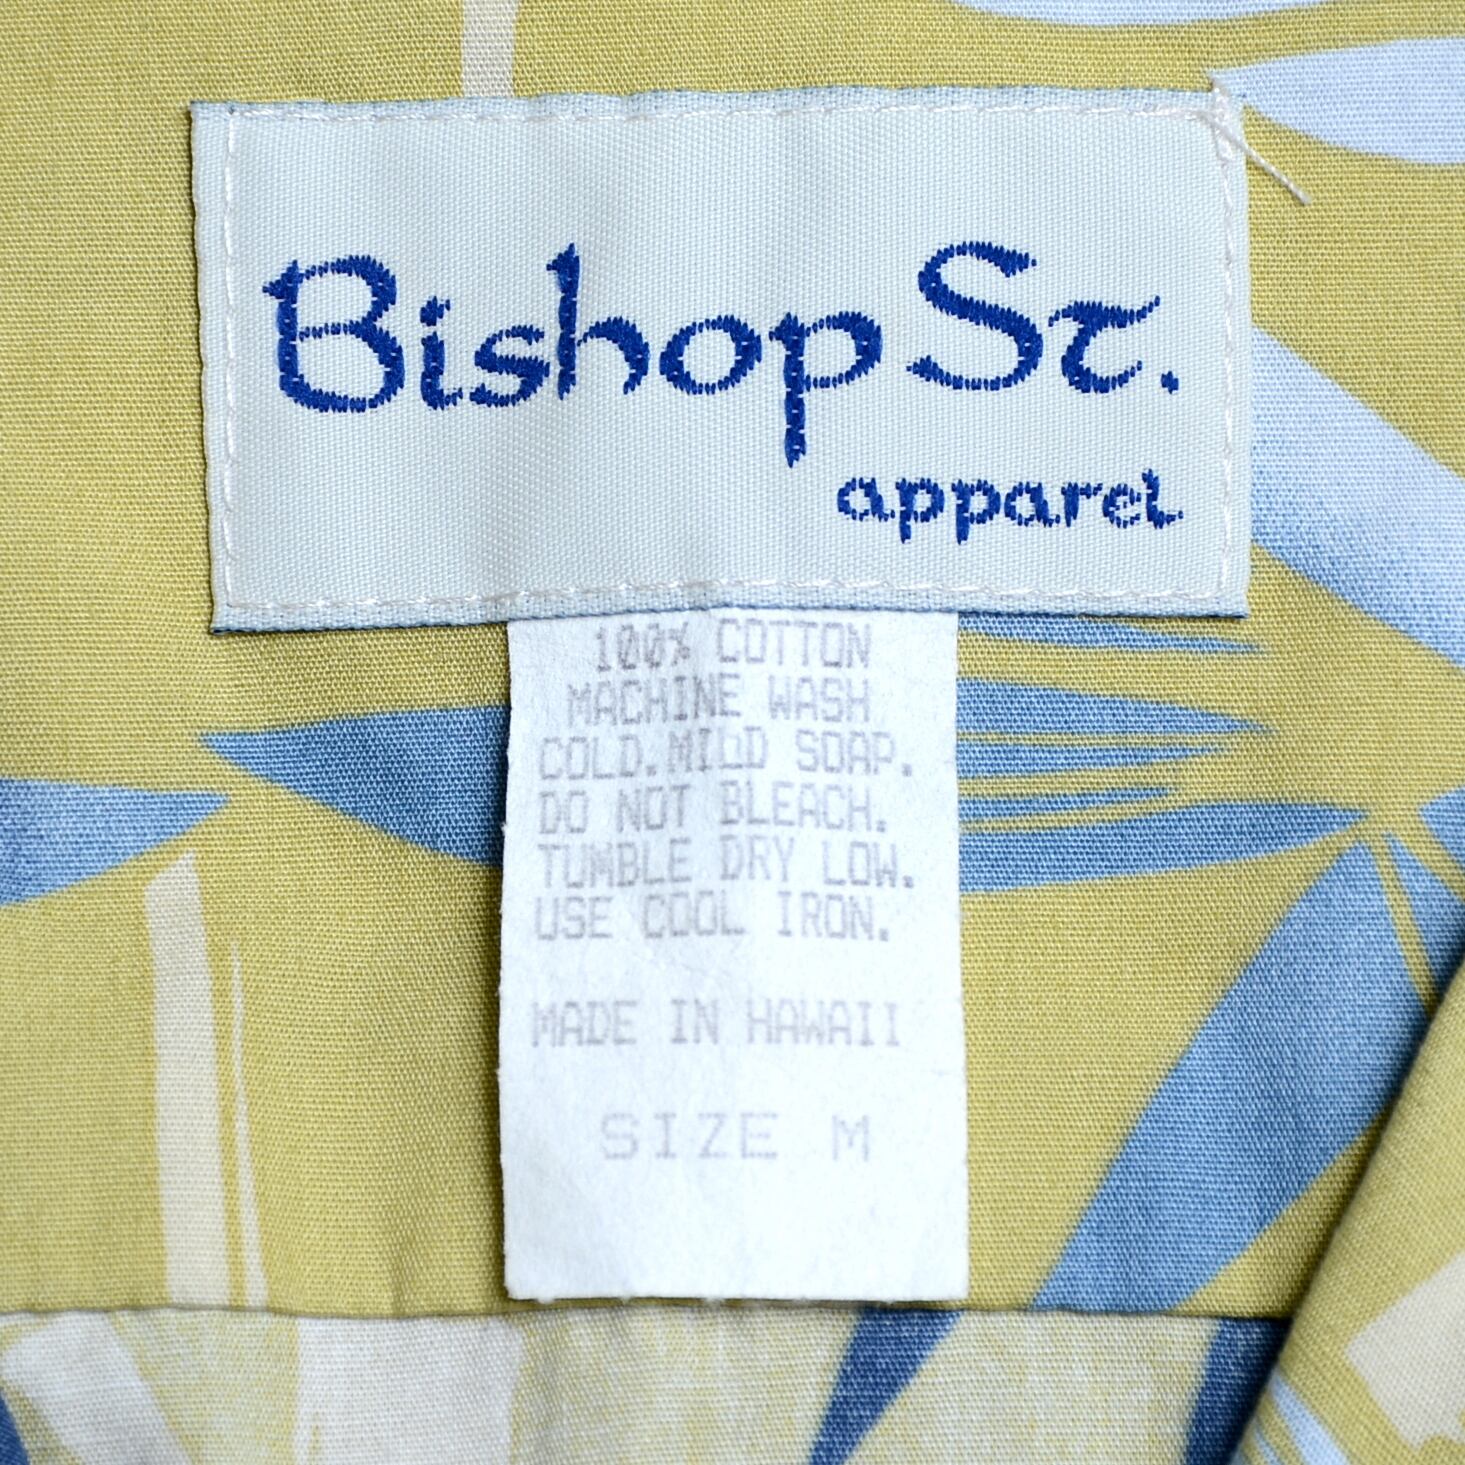 Bishop St.
apparel
100% COTTON
MACHINE WASH
COLD.MILD SOAP.
DO NOT BLEACH.
TUMBLE DRY LOW.
USE COOL IRON.
MADE IN HAWAII
SIZE M